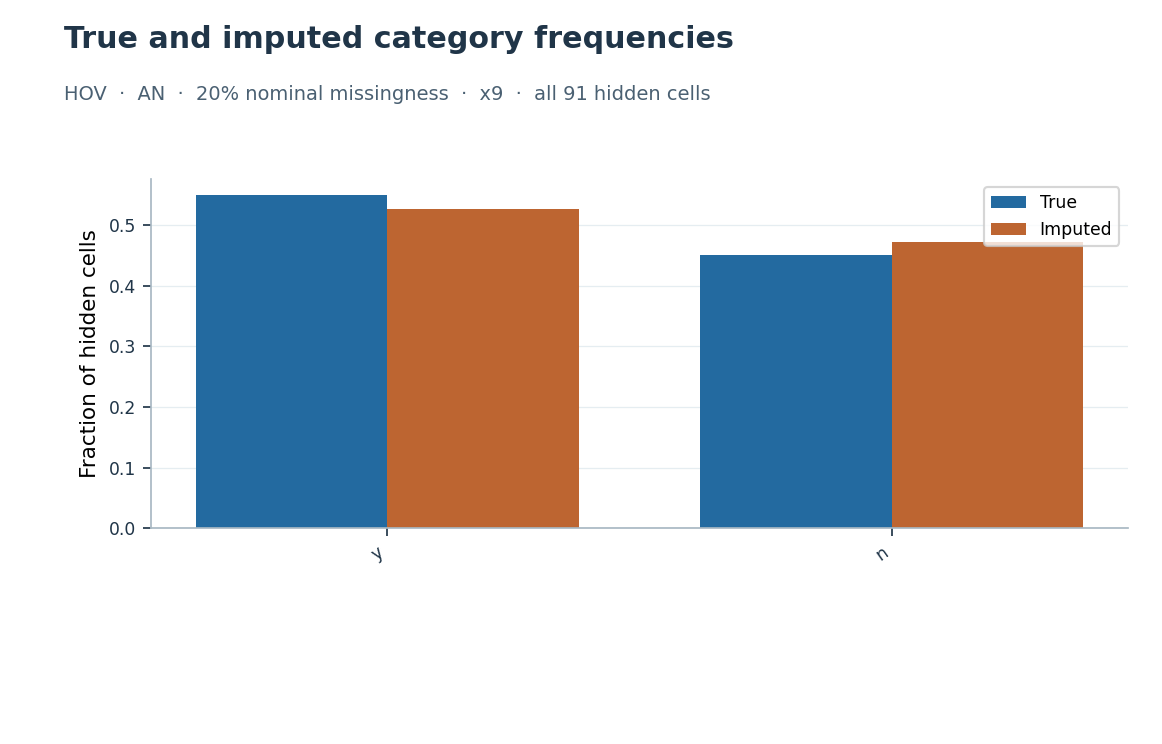 True and imputed category frequencies
HOV · AN · 20% nominal missingness · x9 · all 91 hidden cells
Fraction of hidden cells
0.5
0.4
0.3
0.2
0.1
0.0
True
Imputed
y
n